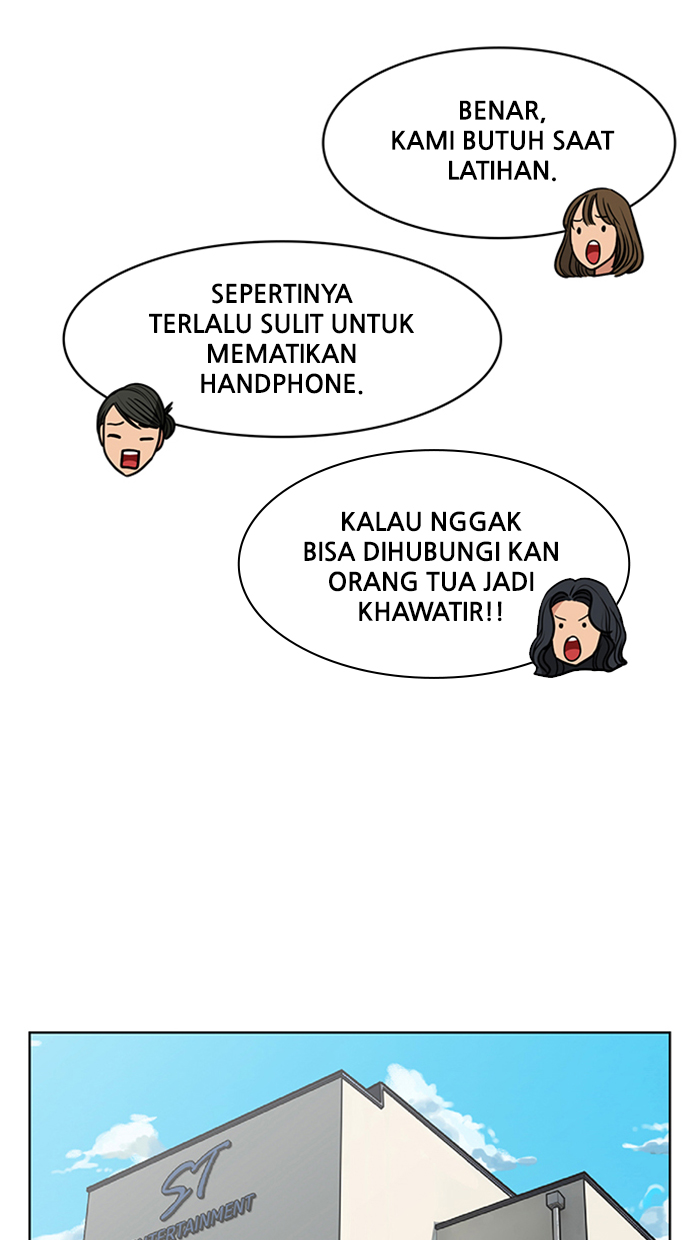 BENAR,
KAMI BUTUH SAAT
LATIHAN.
SEPERTINYA
TERLALU SULIT UNTUK
MEMATIKAN
HANDPHONE.
KALAU NGGAK
BISA DIHUBUNGI KAN
ORANG TUA JADI
KHAWATIR!!
ST
ENTERTAINMENT